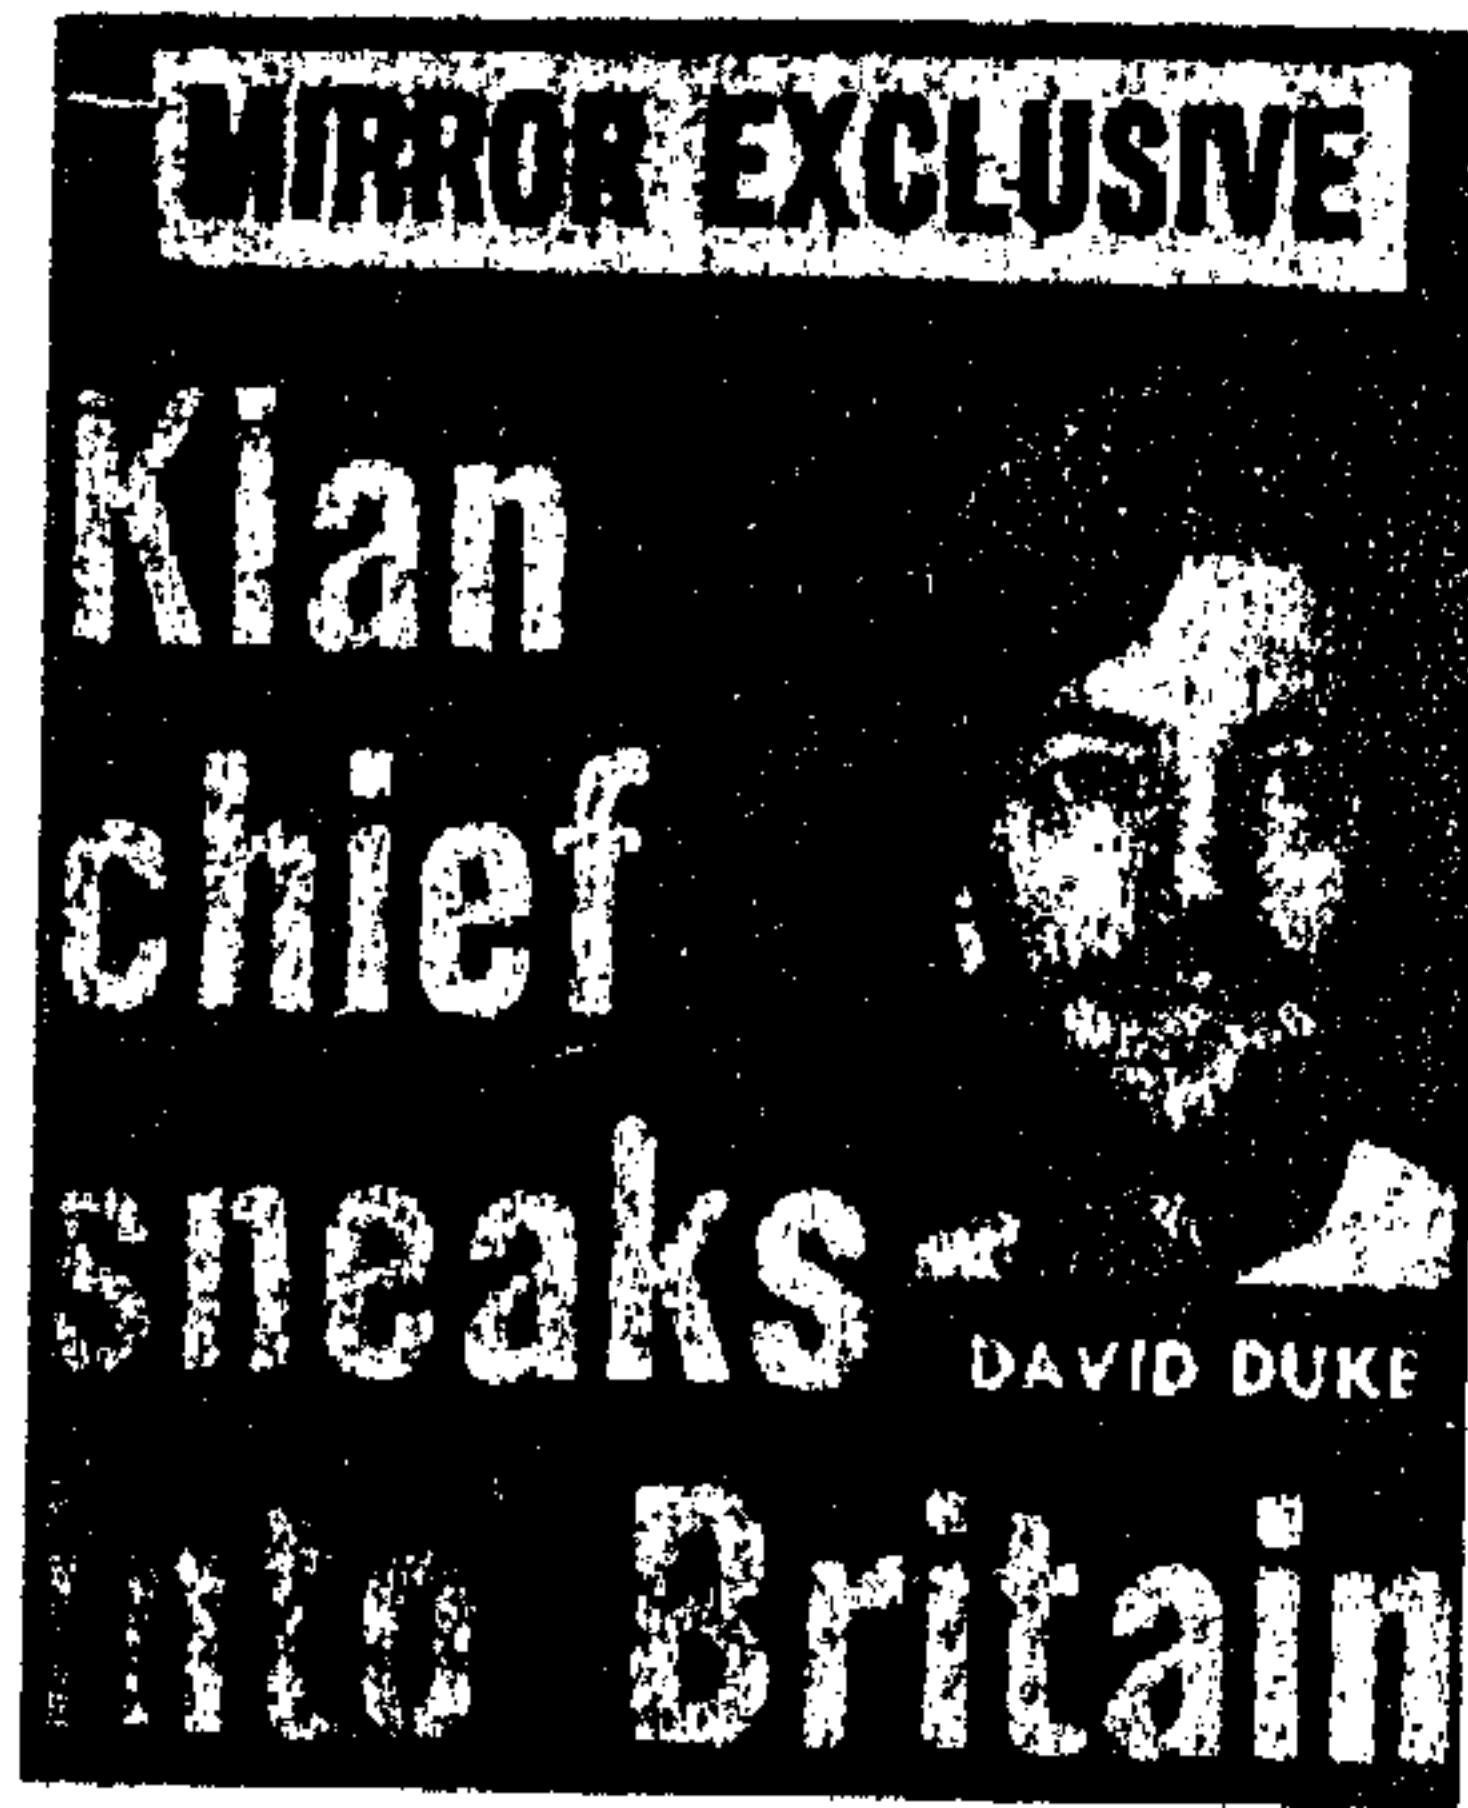 MIRROR EXCLUSIVE
Klan
chief
sneaks
DAVID DUKE
into Britain